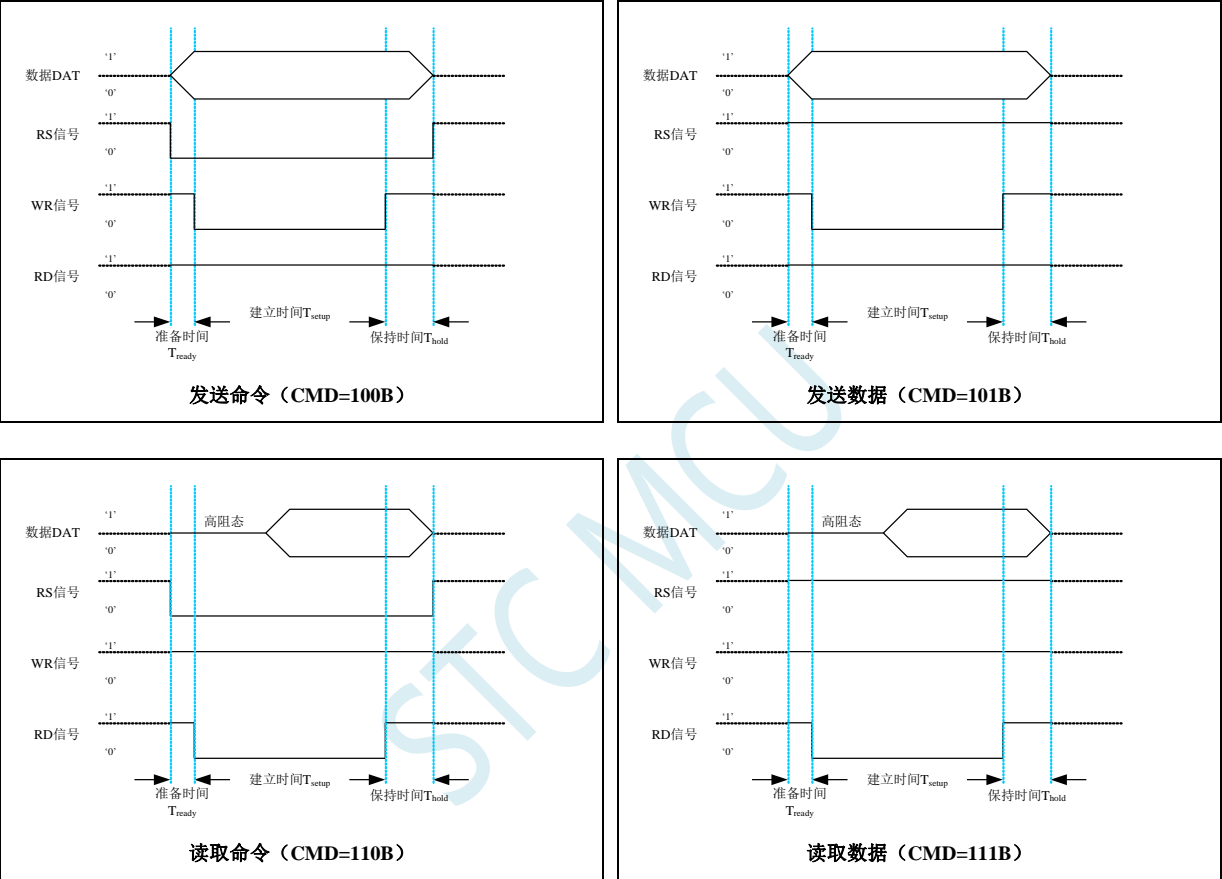 ‘1’
数据DAT
‘0’
‘1’
RS信号
‘0’
‘1’
WR信号
‘0’
‘1’
RD信号
‘0’
建立时间Tsetup
准备时间
Tready
保持时间Thold
发送命令（CMD=100B）
‘1’
数据DAT
‘0’
‘1’
RS信号
‘0’
‘1’
WR信号
‘0’
‘1’
RD信号
‘0’
建立时间Tsetup
准备时间
Tready
保持时间Thold
发送数据（CMD=101B）
‘1’
高阻态
数据DAT
‘0’
‘1’
RS信号
‘0’
‘1’
WR信号
‘0’
‘1’
RD信号
‘0’
建立时间Tsetup
准备时间
Tready
保持时间Thold
读取命令（CMD=110B）
‘1’
高阻态
数据DAT
‘0’
‘1’
RS信号
‘0’
‘1’
WR信号
‘0’
‘1’
RD信号
‘0’
建立时间Tsetup
准备时间
Tready
保持时间Thold
读取数据（CMD=111B）
STC MCU